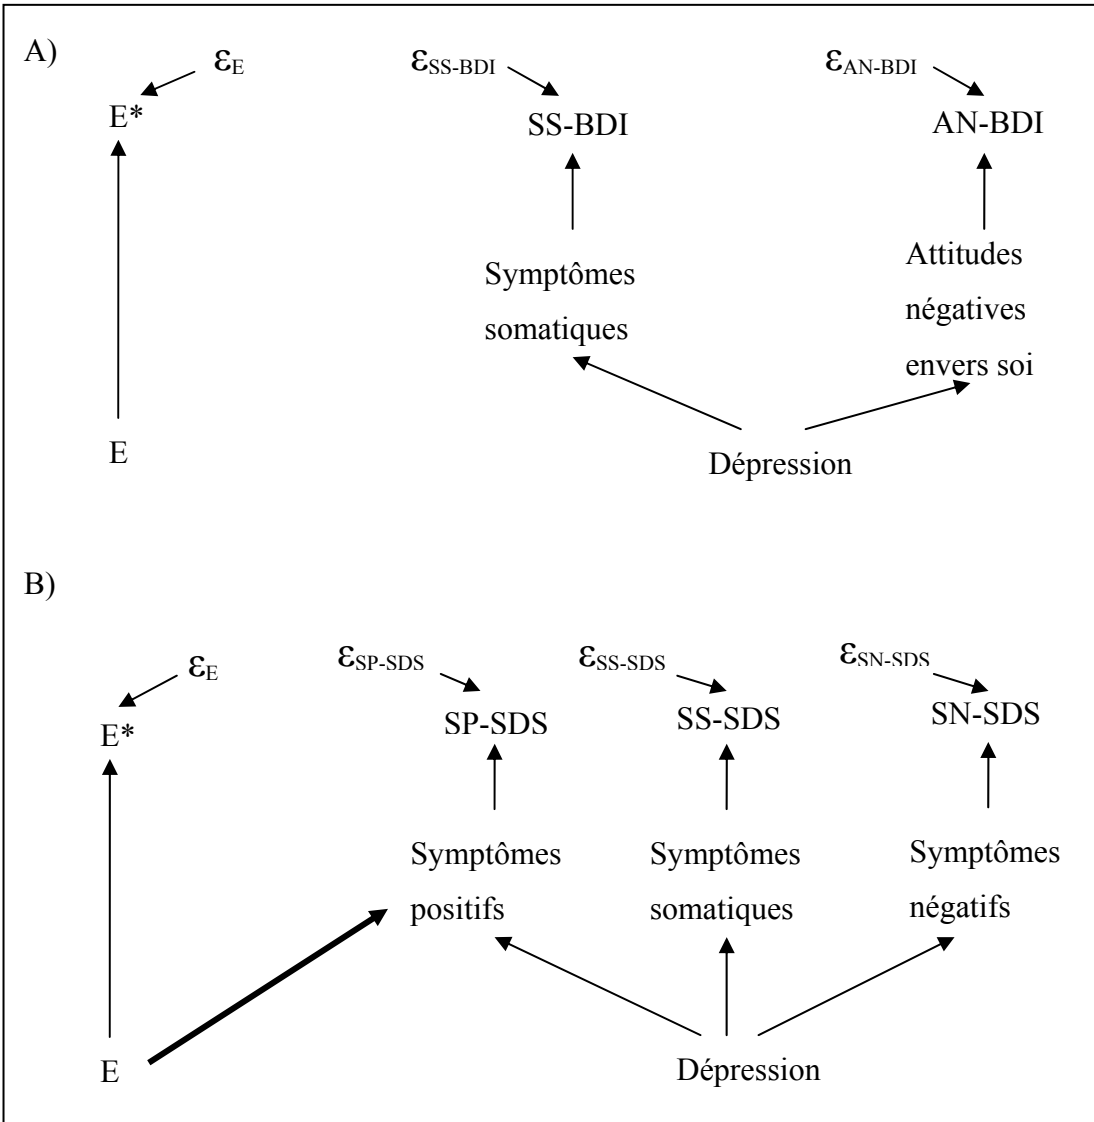 A)
εE
εSS-BDI
εAN-BDI
E*
SS-BDI
AN-BDI
Symptômes
somatiques
Attitudes
négatives
envers soi
E
Dépression
B)
εE
εSP-SDS
εSS-SDS
εSN-SDS
E*
SP-SDS
SS-SDS
SN-SDS
Symptômes
positifs
Symptômes
somatiques
Symptômes
négatifs
E
Dépression